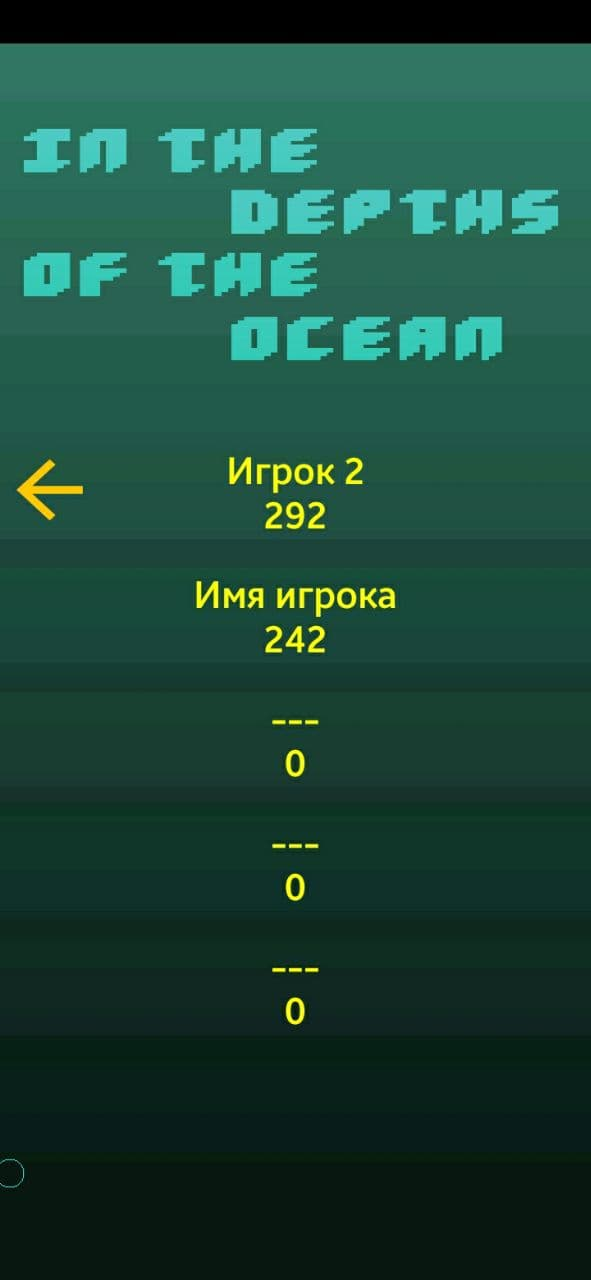 IN THE
DEPTHS
OF THE
OCEAN
Игрок 2
292
Имя игрока
242
---
0
---
0
---
0